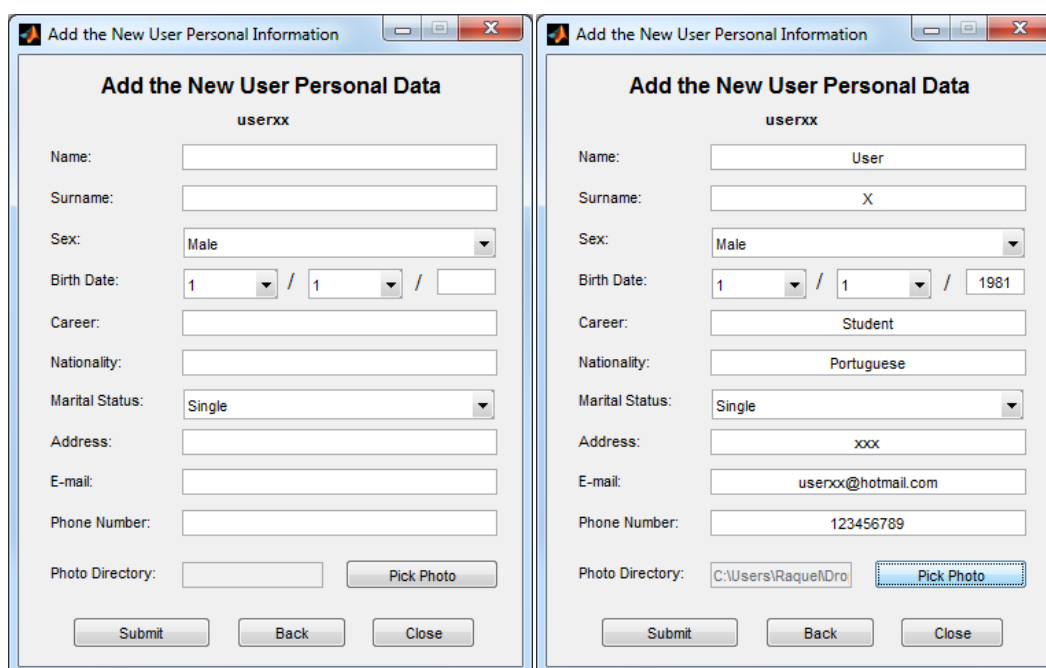 Add the New User Personal Information
Add the New User Personal Data
userxx
Name:
Surname:
Sex: Male
Birth Date: 1 / 1 /
Career:
Nationality:
Marital Status: Single
Address:
E-mail:
Phone Number:
Photo Directory: Pick Photo
Submit Back Close
Add the New User Personal Information
Add the New User Personal Data
userxx
Name: User
Surname: X
Sex: Male
Birth Date: 1 / 1 / 1981
Career: Student
Nationality: Portuguese
Marital Status: Single
Address: xxx
E-mail: userxx@hotmail.com
Phone Number: 123456789
Photo Directory: C:\Users\Raquel\Dro Pick Photo
Submit Back Close